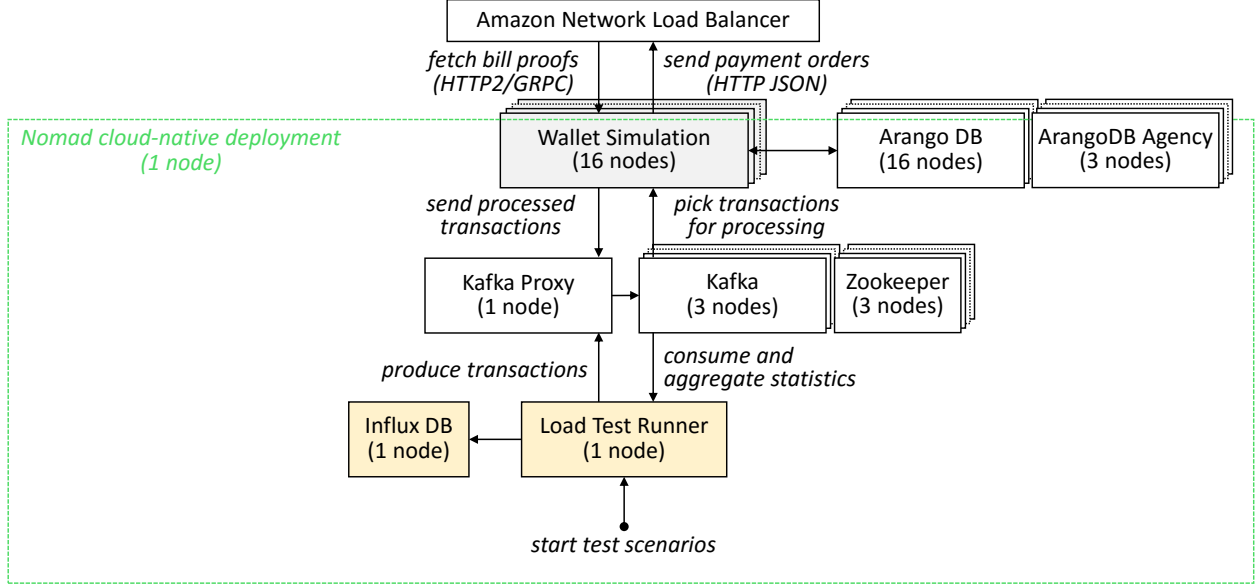 Amazon Network Load Balancer
fetch bill proofs
(HTTP2/GRPC)
send payment orders
(HTTP JSON)
Nomad cloud-native deployment
(1 node)
Wallet Simulation
(16 nodes)
Arango DB
(16 nodes)
ArangoDB Agency
(3 nodes)
send processed
transactions
pick transactions
for processing
Kafka Proxy
(1 node)
Kafka
(3 nodes)
Zookeeper
(3 nodes)
produce transactions
consume and
aggregate statistics
Influx DB
(1 node)
Load Test Runner
(1 node)
start test scenarios